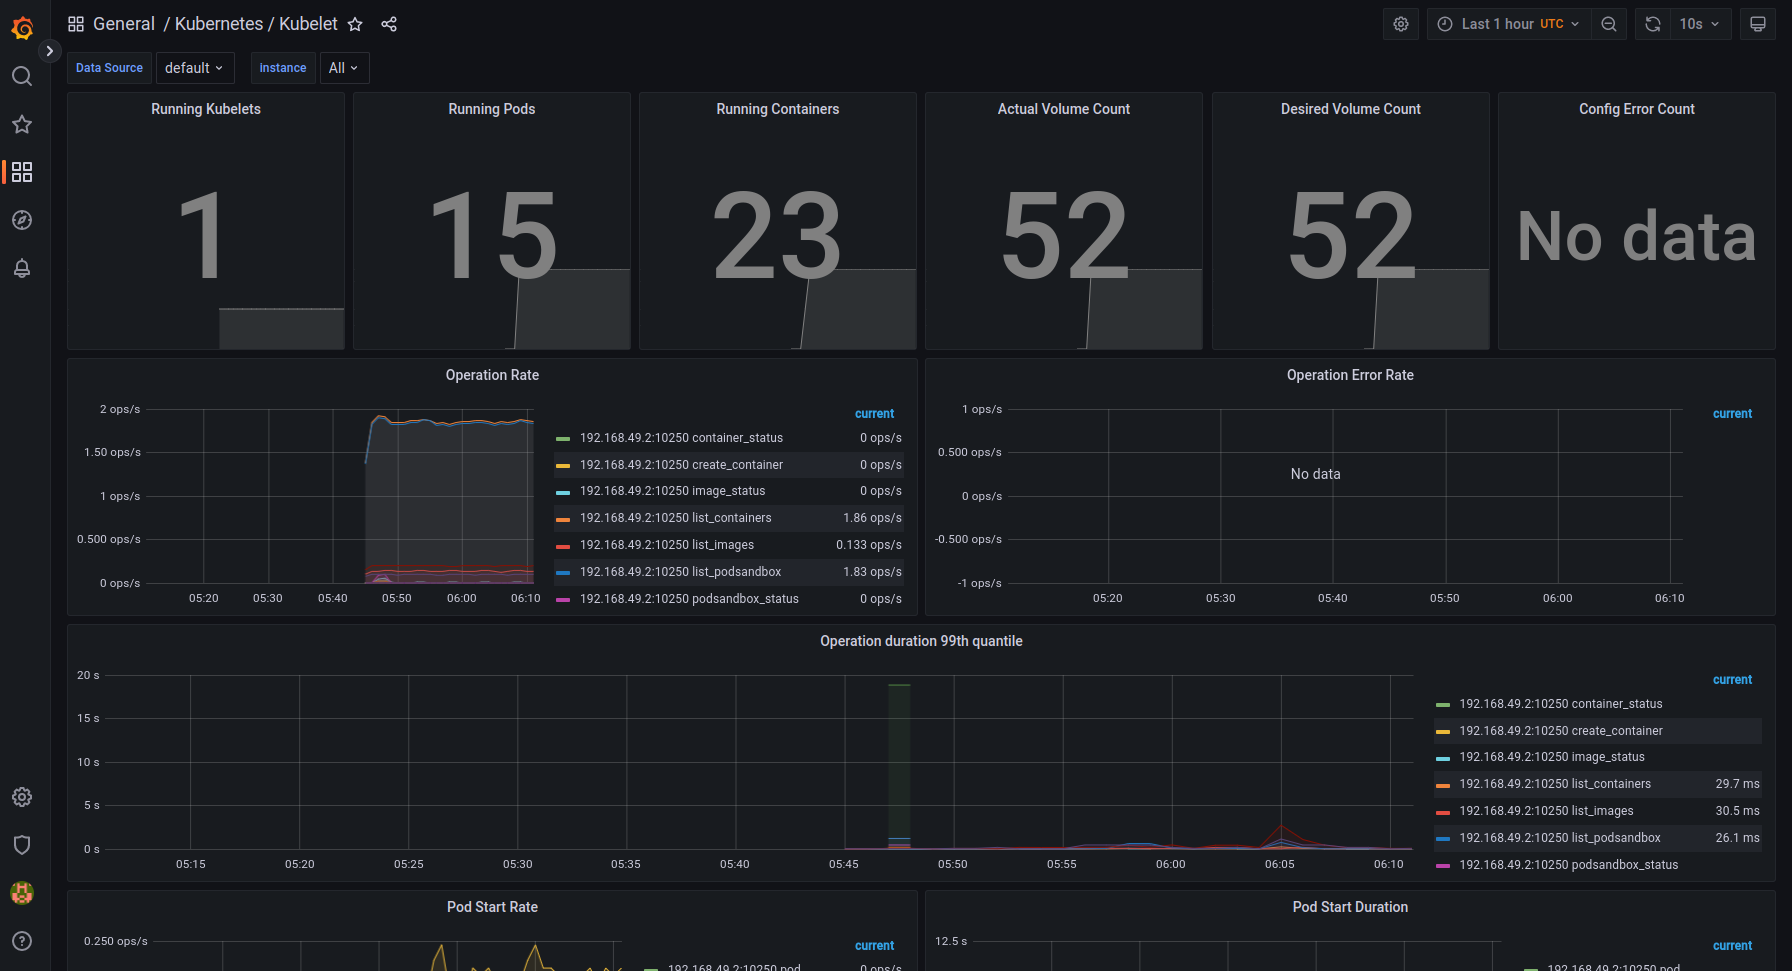 General / Kubernetes / Kubelet
Last 1 hour UTC
10s
Data Source default instance All
Running Kubelets
1
Running Pods
15
Running Containers
23
Actual Volume Count
52
Desired Volume Count
52
Config Error Count
No data
Operation Rate
2 ops/s
1.50 ops/s
1 ops/s
0.500 ops/s
0 ops/s
05:20 05:30 05:40 05:50 06:00 06:10
current
192.168.49.2:10250 container_status 0 ops/s
192.168.49.2:10250 create_container 0 ops/s
192.168.49.2:10250 image_status 0 ops/s
192.168.49.2:10250 list_containers 1.86 ops/s
192.168.49.2:10250 list_images 0.133 ops/s
192.168.49.2:10250 list_podsandbox 1.83 ops/s
192.168.49.2:10250 podsandbox_status 0 ops/s
Operation Error Rate
1 ops/s
0.500 ops/s
0 ops/s
-0.500 ops/s
-1 ops/s
No data
05:20 05:30 05:40 05:50 06:00 06:10
current
Operation duration 99th quantile
20 s
15 s
10 s
5 s
0 s
05:15 05:20 05:25 05:30 05:35 05:40 05:45 05:50 05:55 06:00 06:05 06:10
current
192.168.49.2:10250 container_status
192.168.49.2:10250 create_container
192.168.49.2:10250 image_status
192.168.49.2:10250 list_containers 29.7 ms
192.168.49.2:10250 list_images 30.5 ms
192.168.49.2:10250 list_podsandbox 26.1 ms
192.168.49.2:10250 podsandbox_status
Pod Start Rate
0.250 ops/s
current
192.168.49.2:10250 pod 0 ops/s
Pod Start Duration
12.5 s
current
192.168.49.2:10250 pod